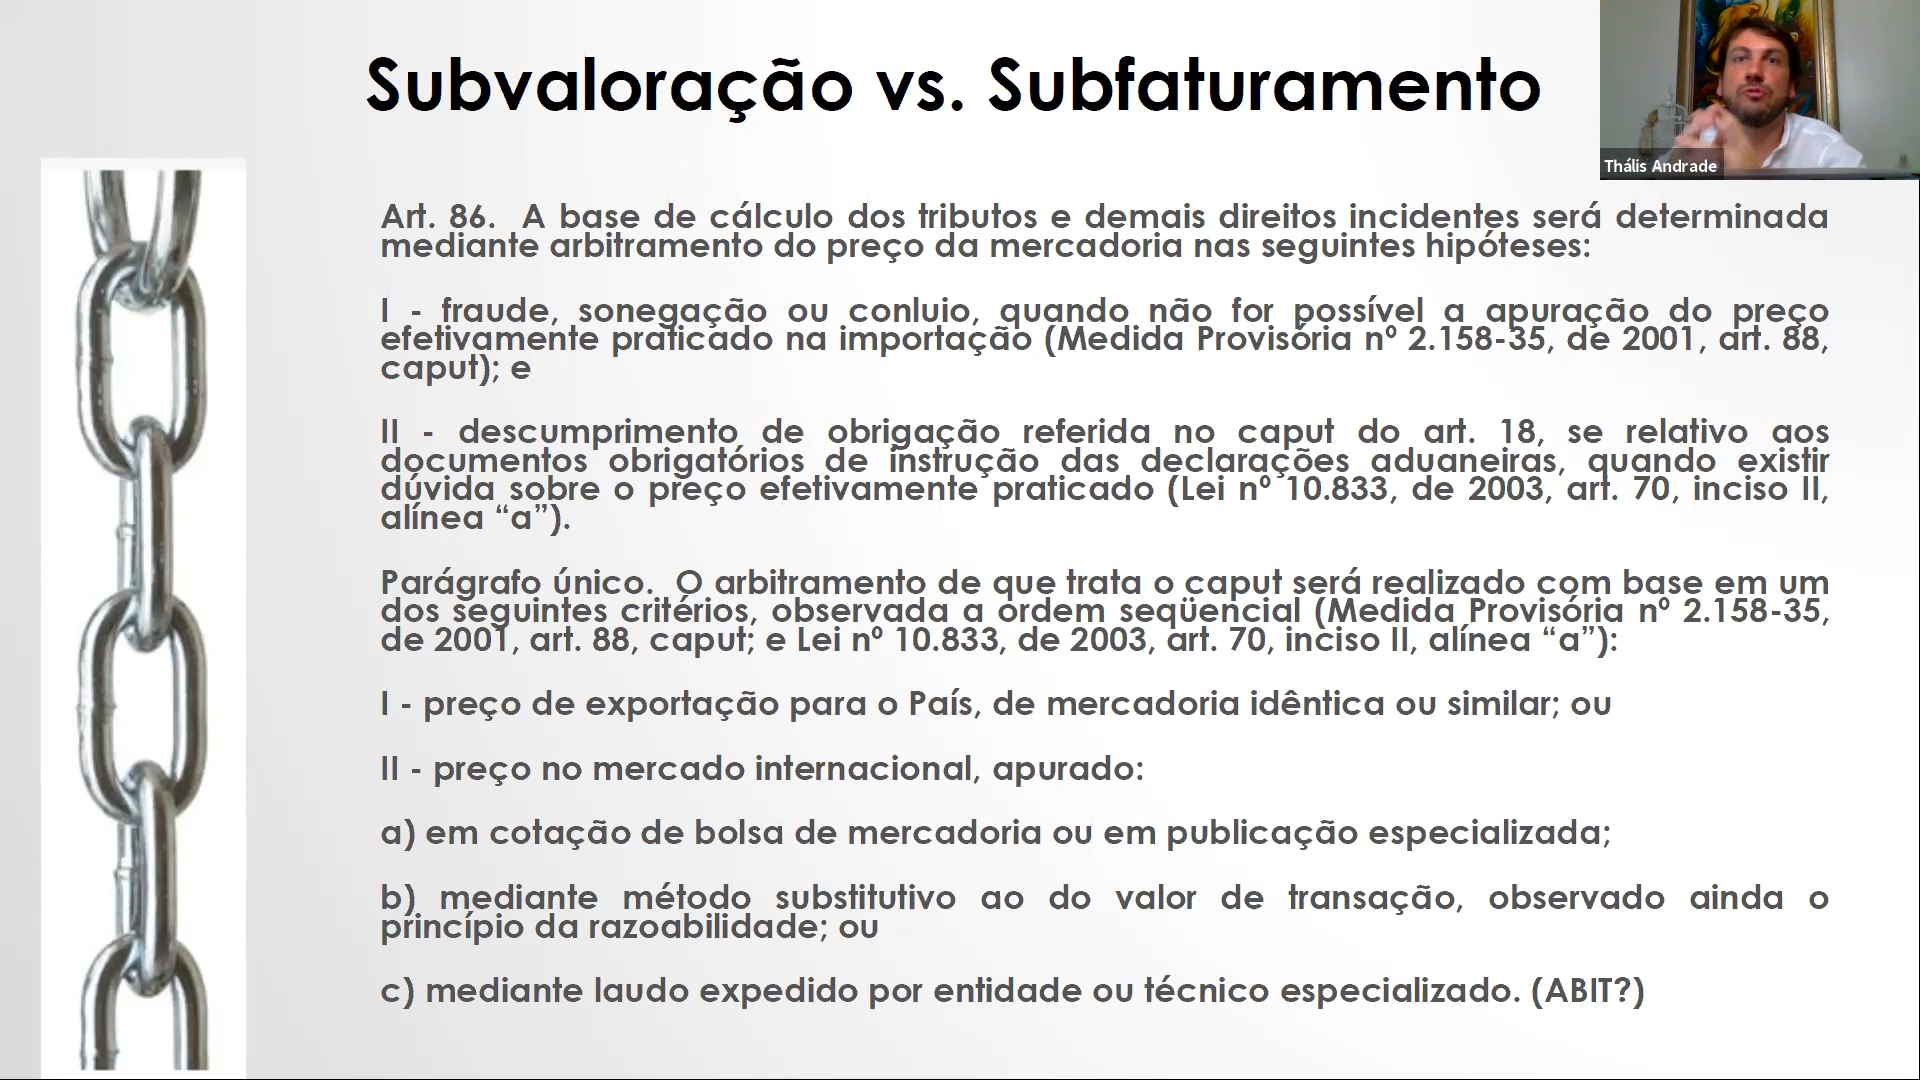 Subvaloração vs. Subfaturamento
Thális Andrade
Art. 86.  A base de cálculo dos tributos e demais direitos incidentes será determinada
mediante arbitramento do preço da mercadoria nas seguintes hipóteses:
I - fraude, sonegação ou conluio, quando não for possível a apuração do preço
efetivamente praticado na importação (Medida Provisória nº 2.158-35, de 2001, art. 88,
caput); e
II - descumprimento de obrigação referida no caput do art. 18, se relativo aos
documentos obrigatórios de instrução das declarações aduaneiras, quando existir
dúvida sobre o preço efetivamente praticado (Lei nº 10.833, de 2003, art. 70, inciso II,
alínea “a”).
Parágrafo único.  O arbitramento de que trata o caput será realizado com base em um
dos seguintes critérios, observada a ordem seqüencial (Medida Provisória nº 2.158-35,
de 2001, art. 88, caput; e Lei nº 10.833, de 2003, art. 70, inciso II, alínea “a”):
I - preço de exportação para o País, de mercadoria idêntica ou similar; ou
II - preço no mercado internacional, apurado:
a) em cotação de bolsa de mercadoria ou em publicação especializada;
b) mediante método substitutivo ao do valor de transação, observado ainda o
princípio da razoabilidade; ou
c) mediante laudo expedido por entidade ou técnico especializado. (ABIT?)